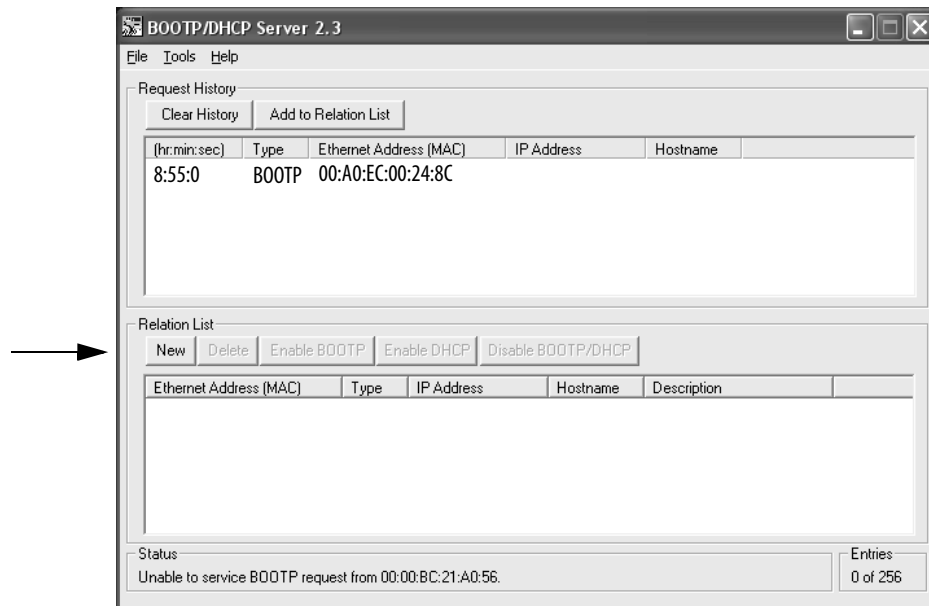 BOOTP/DHCP Server 2.3
File Tools Help
Request History
Clear History Add to Relation List
(hr:min:sec) Type Ethernet Address (MAC) IP Address Hostname
8:55:0 BOOTP 00:A0:EC:00:24:8C
Relation List
New Delete Enable BOOTP Enable DHCP Disable BOOTP/DHCP
Ethernet Address (MAC) Type IP Address Hostname Description
Status
Unable to service BOOTP request from 00:00:BC:21:A0:56.
Entries
0 of 256